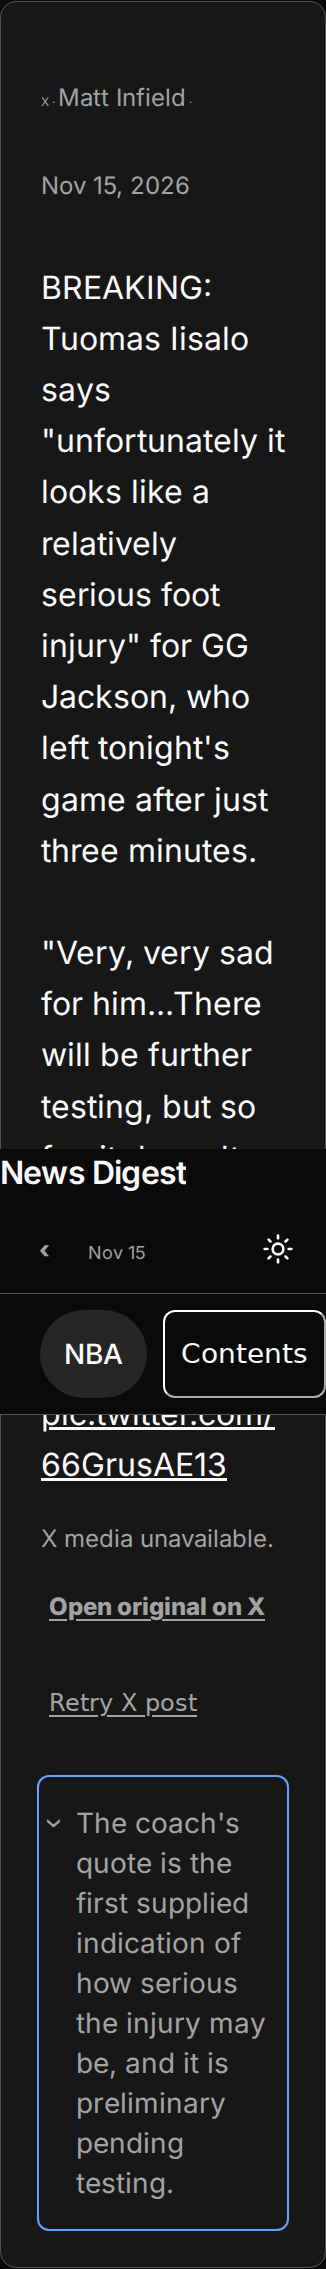 X · Matt Infield ·
Nov 15, 2026
BREAKING:
Tuomas Iisalo
says
"unfortunately it
looks like a
relatively
serious foot
injury" for GG
Jackson, who
left tonight's
game after just
three minutes.
"Very, very sad
for him...There
will be further
testing, but so
News Digest
‹ Nov 15
NBA Contents
pic.twitter.com/
66GrusAE13
X media unavailable.
Open original on X
Retry X post
The coach's
quote is the
first supplied
indication of
how serious
the injury may
be, and it is
preliminary
pending
testing.